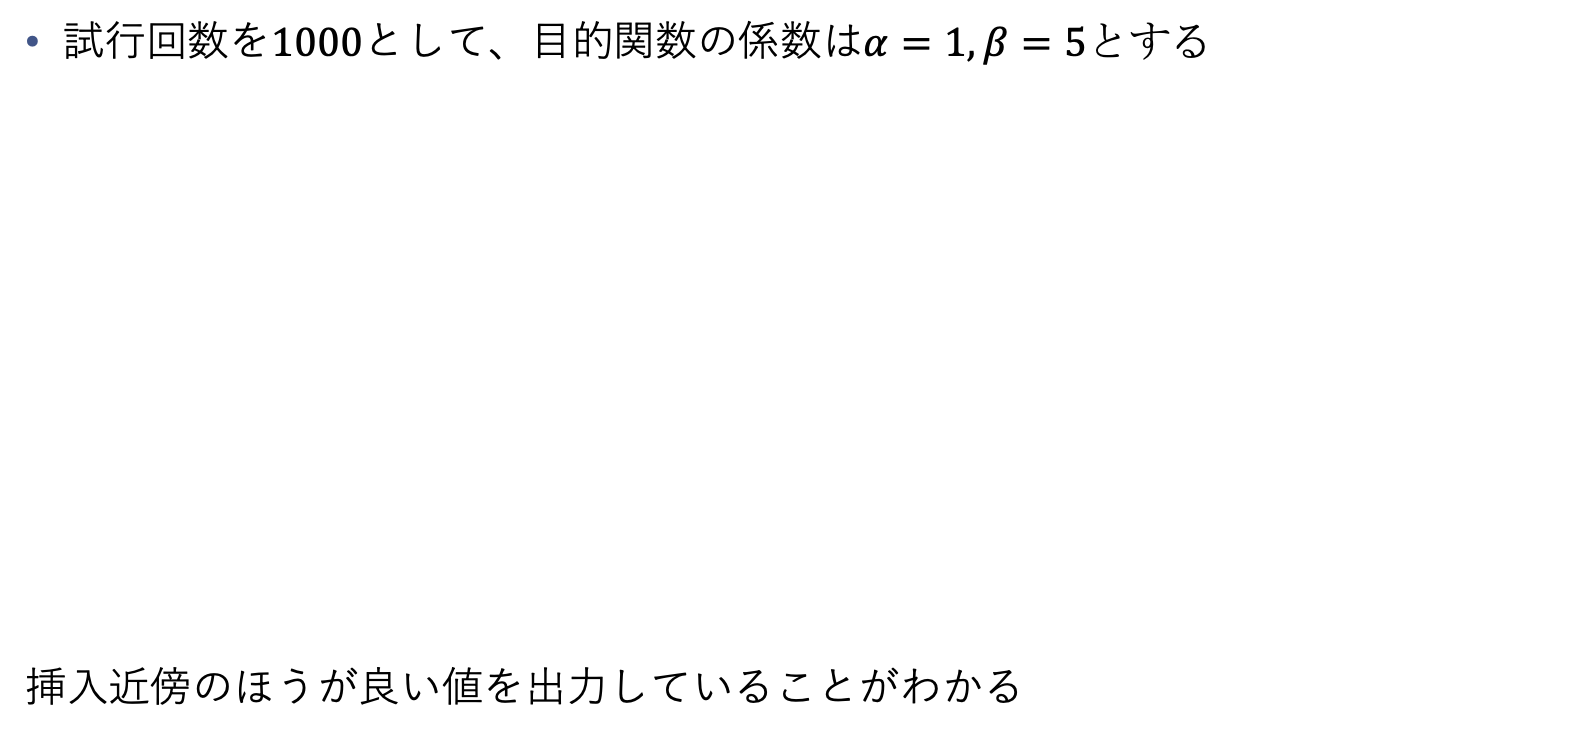 • 試行回数を1000として、目的関数の係数はα = 1, β = 5とする
挿入近傍のほうが良い値を出力していることがわかる